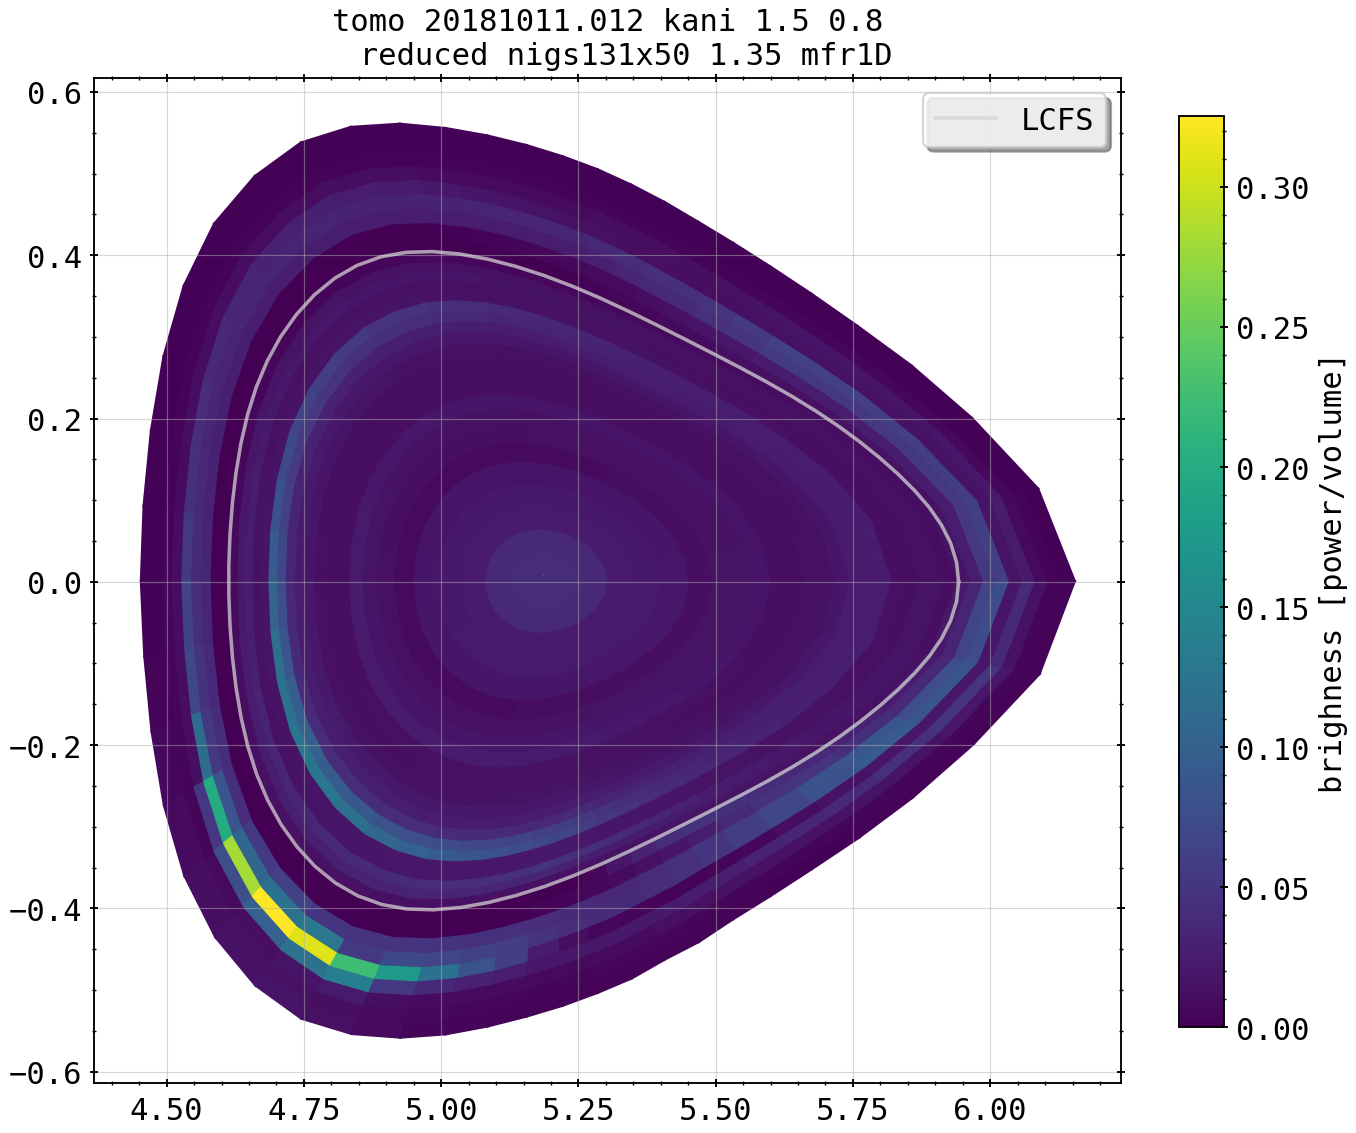 tomo 20181011.012 kani 1.5 0.8
reduced nigs131x50 1.35 mfr1D
LCFS
0.6
0.4
0.2
0.0
−0.2
−0.4
−0.6
4.50 4.75 5.00 5.25 5.50 5.75 6.00
0.30
0.25
0.20
0.15
0.10
0.05
0.00
brighness [power/volume]